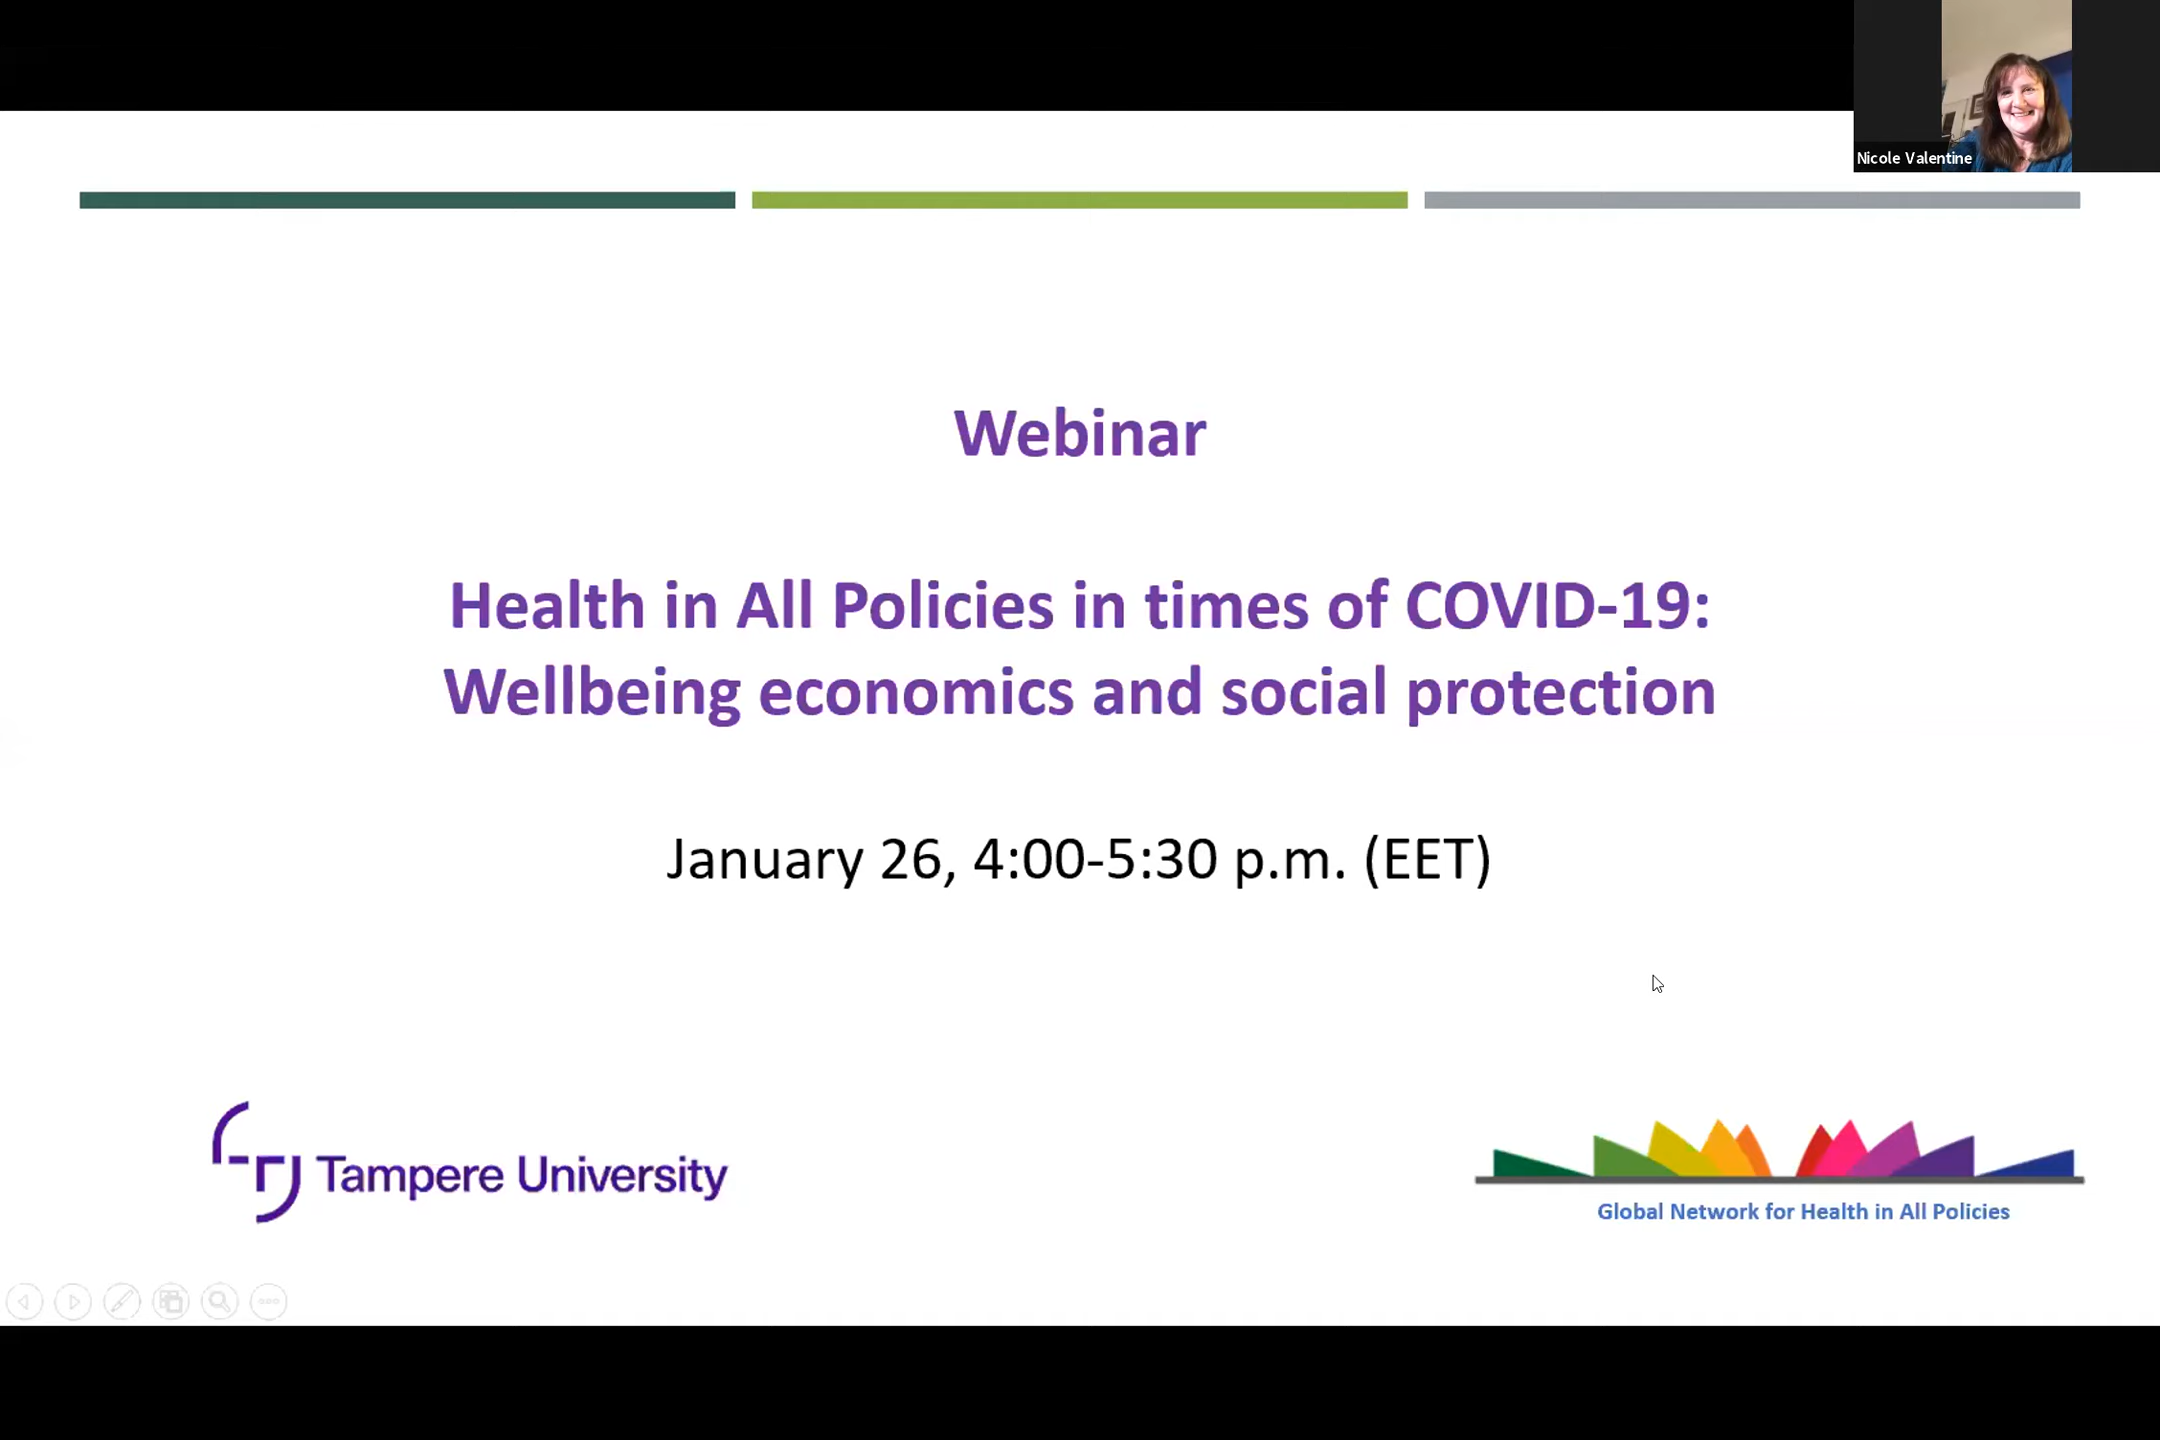 Nicole Valentine
Webinar
Health in All Policies in times of COVID-19:
Wellbeing economics and social protection
January 26, 4:00-5:30 p.m. (EET)
Tampere University
Global Network for Health in All Policies